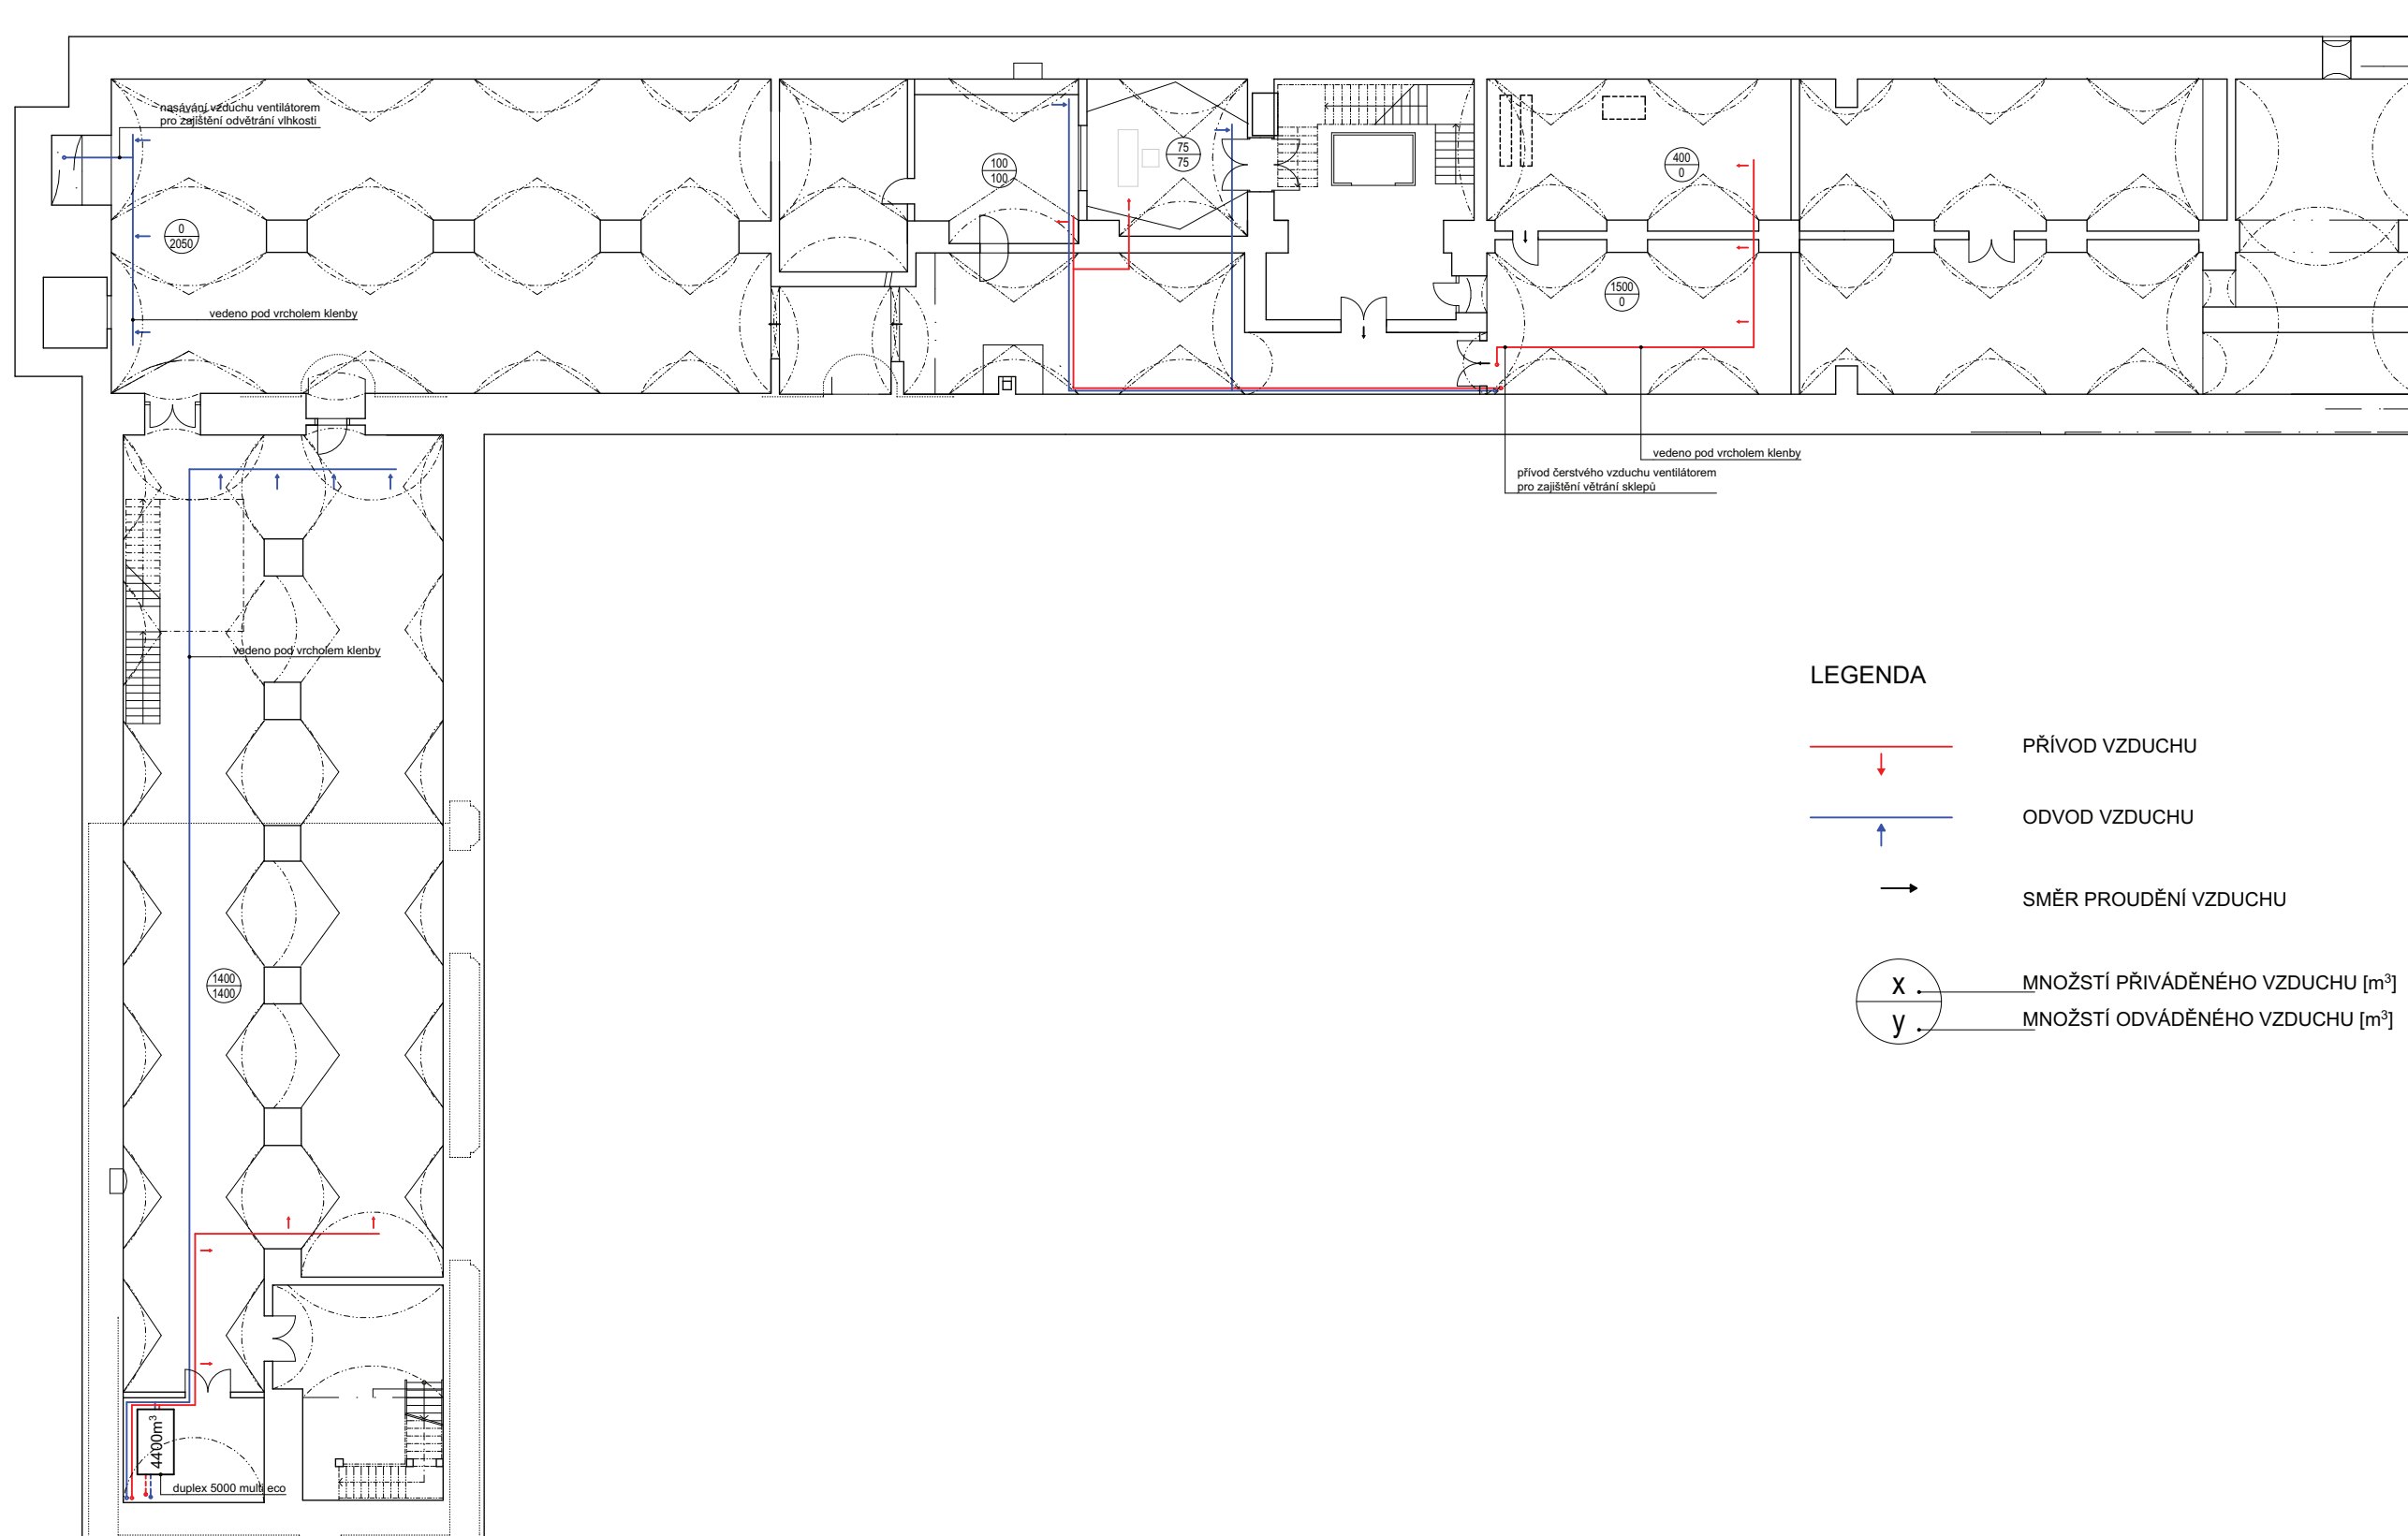 nasávání vzduchu ventilátorem
pro zajištění odvětrání vlhkosti
100
100
75
75
400
0
0
2050
1500
0
vedeno pod vrcholem klenby
vedeno pod vrcholem klenby
přívod čerstvého vzduchu ventilátorem
pro zajištění větrání sklepů
vedeno pod vrcholem klenby
1400
1400
4400m³
duplex 5000 multi eco
LEGENDA
PŘÍVOD VZDUCHU
ODVOD VZDUCHU
SMĚR PROUDĚNÍ VZDUCHU
x
MNOŽSTÍ PŘIVÁDĚNÉHO VZDUCHU [m³]
y
MNOŽSTÍ ODVÁDĚNÉHO VZDUCHU [m³]